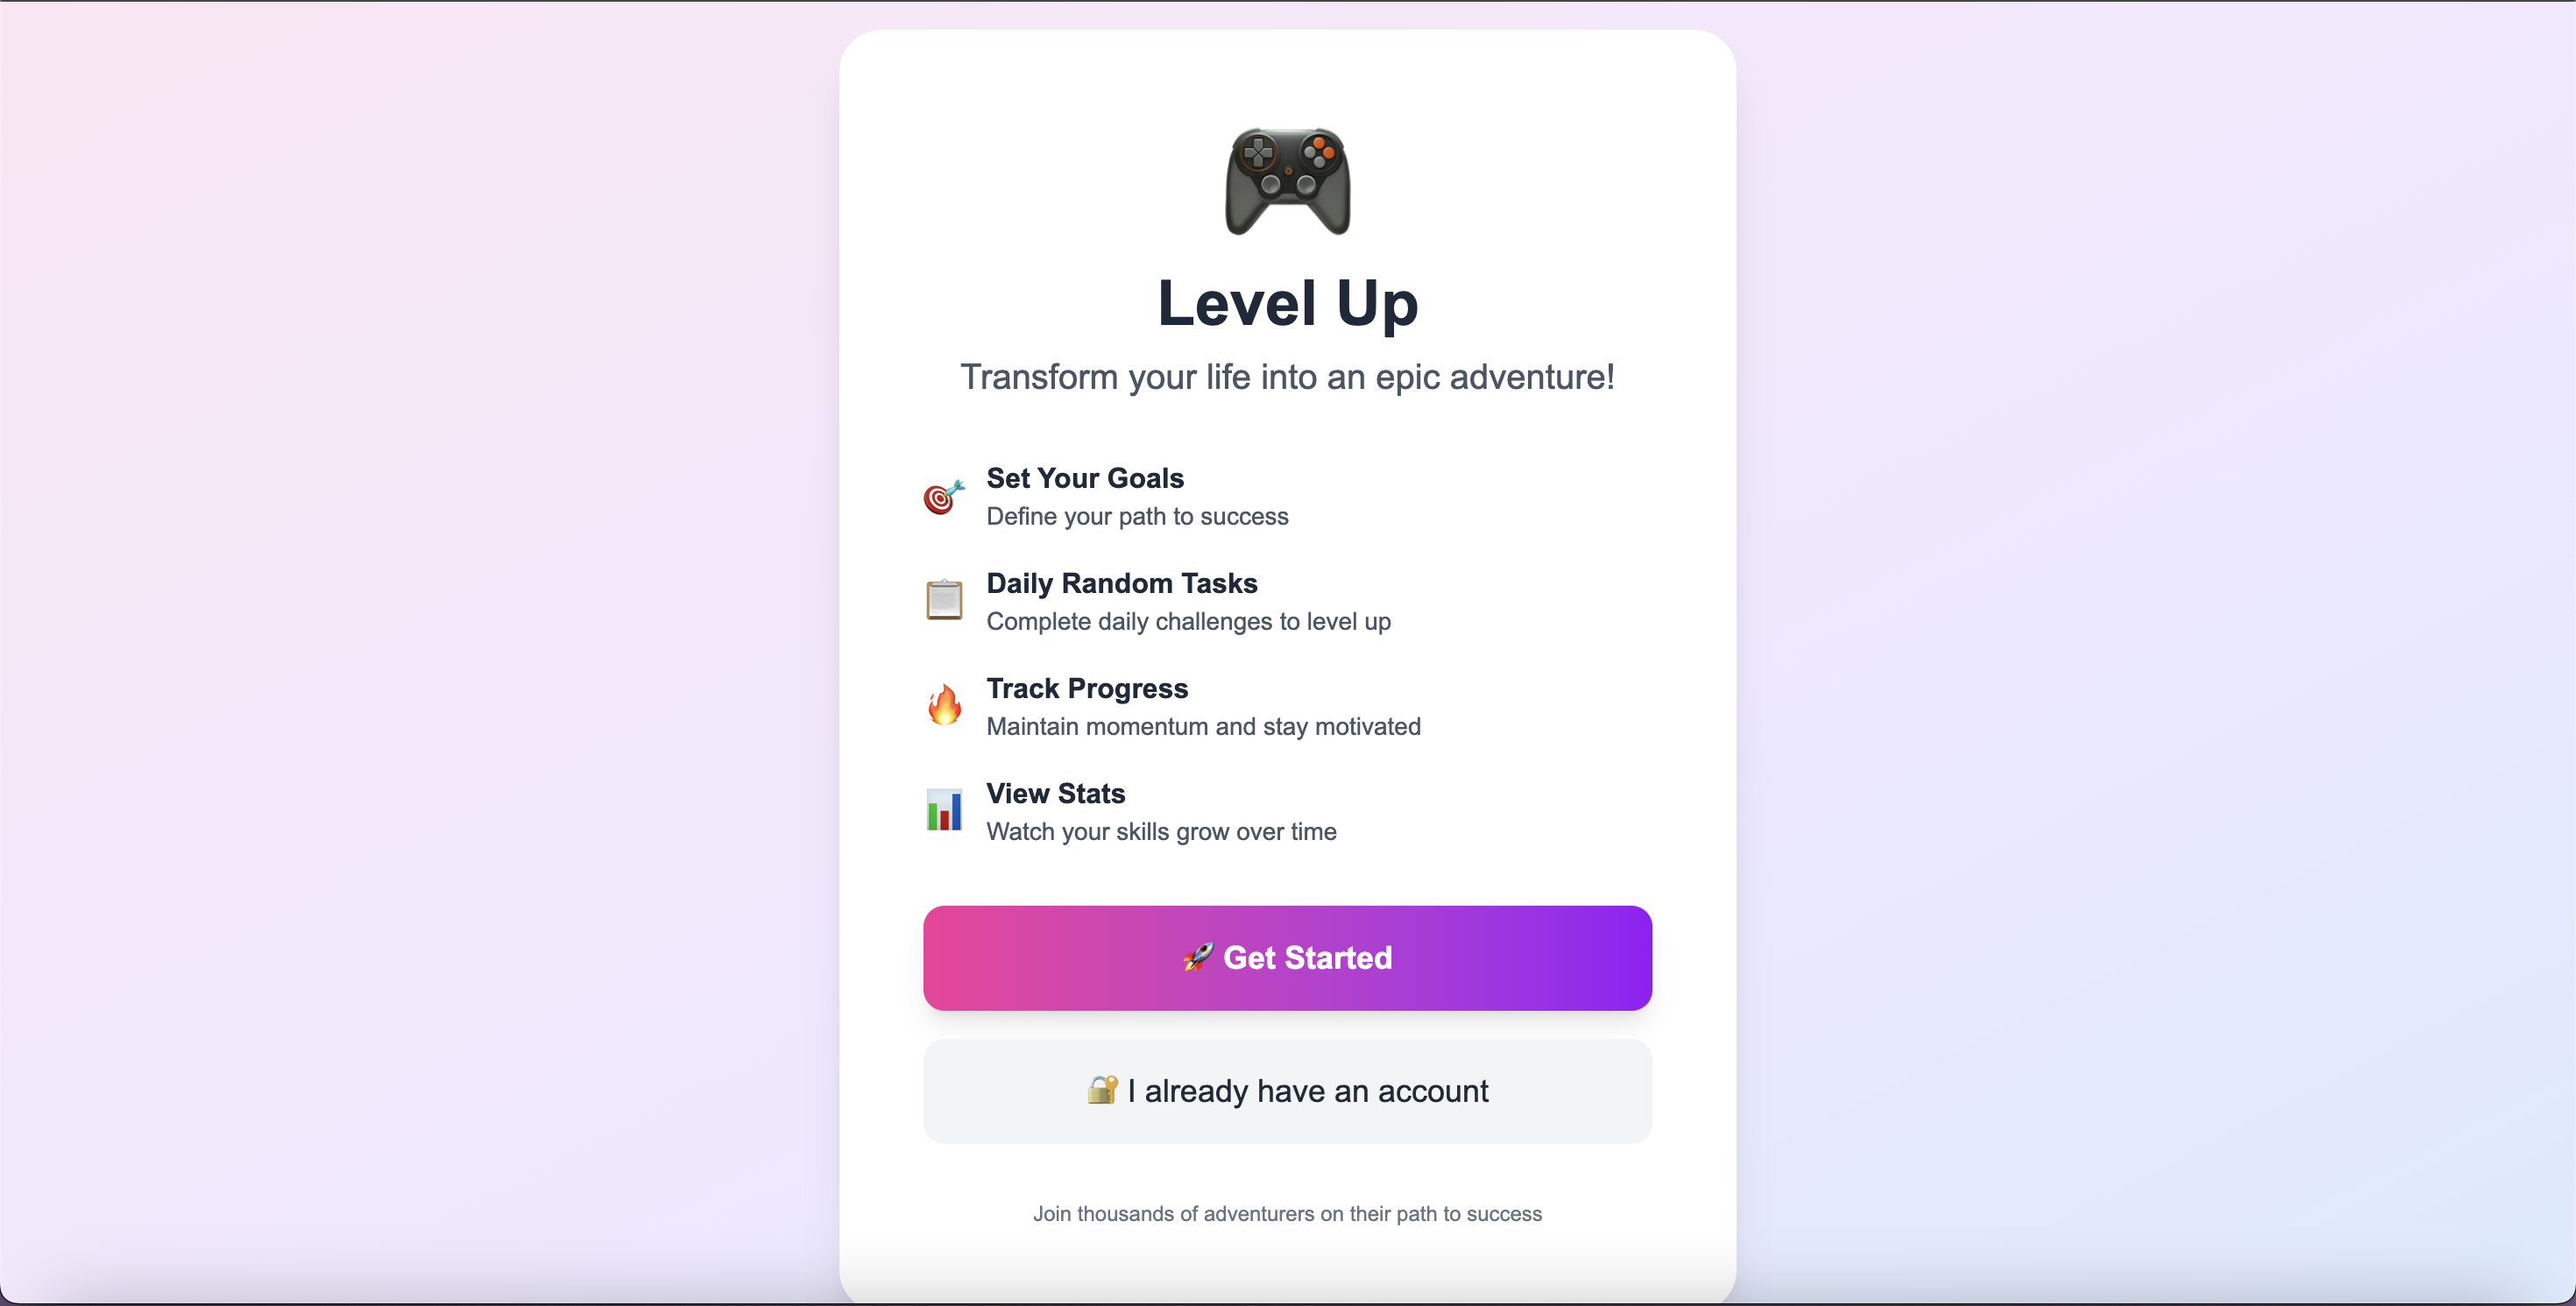 Level Up
Transform your life into an epic adventure!
Set Your Goals
Define your path to success
Daily Random Tasks
Complete daily challenges to level up
Track Progress
Maintain momentum and stay motivated
View Stats
Watch your skills grow over time
🚀 Get Started
🔐 I already have an account
Join thousands of adventurers on their path to success